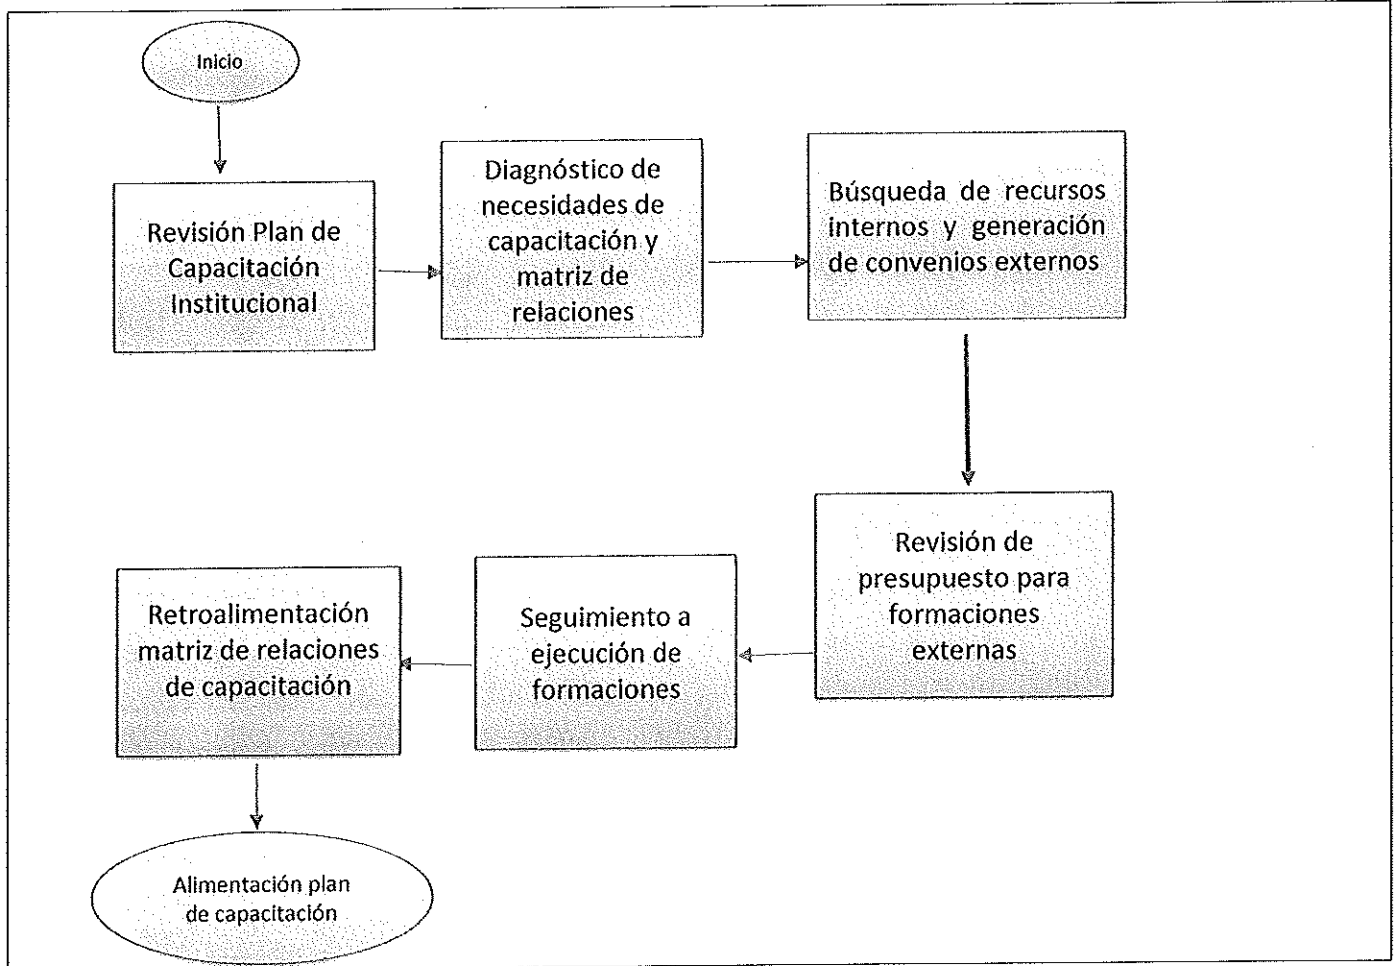 Inicio
Revisión Plan de
Capacitación
Institucional
Diagnóstico de
necesidades de
capacitación y
matriz de
relaciones
Búsqueda de recursos
internos y generación
de convenios externos
Revisión de
presupuesto para
formaciones
externas
Seguimiento a
ejecución de
formaciones
Retroalimentación
matriz de relaciones
de capacitación
Alimentación plan
de capacitación